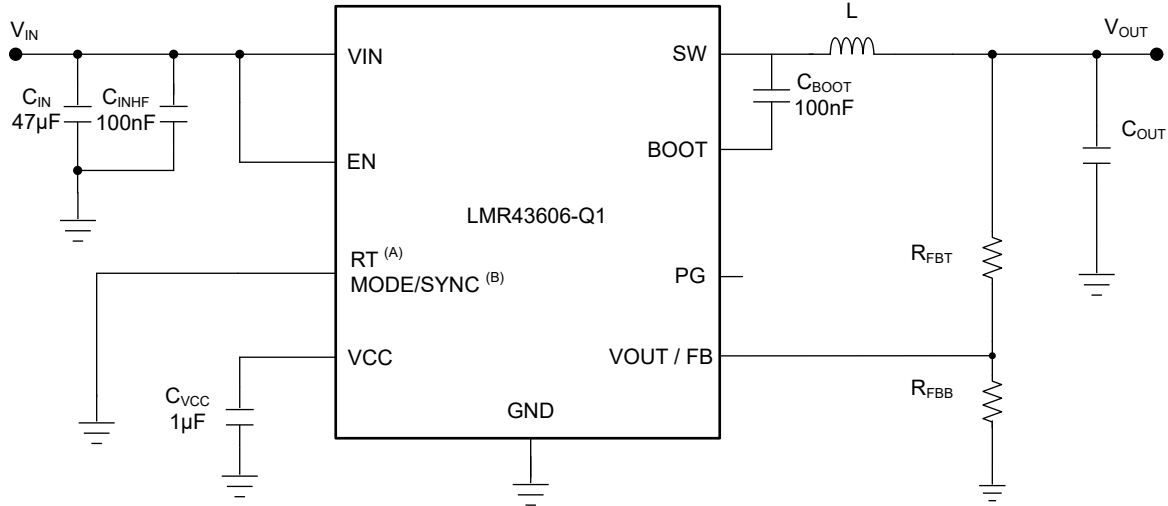 L
V_IN
V_OUT
VIN
SW
C_IN
47µF
C_INHF
100nF
C_BOOT
100nF
C_OUT
EN
BOOT
LMR43606-Q1
RT (A)
MODE/SYNC (B)
PG
R_FBT
VCC
VOUT / FB
C_VCC
1µF
R_FBB
GND